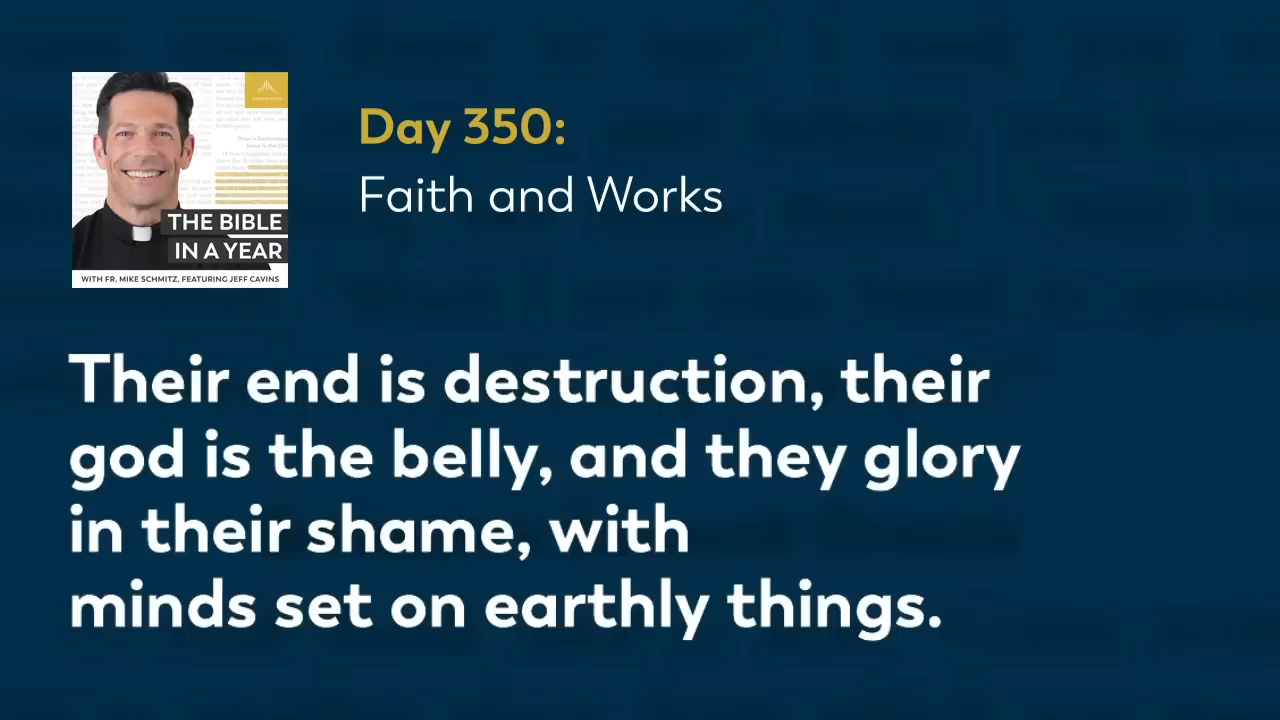 THE BIBLE
IN A YEAR
WITH FR. MIKE SCHMITZ, FEATURING JEFF CAVINS
Day 350:
Faith and Works
Their end is destruction, their
god is the belly, and they glory
in their shame, with
minds set on earthly things.